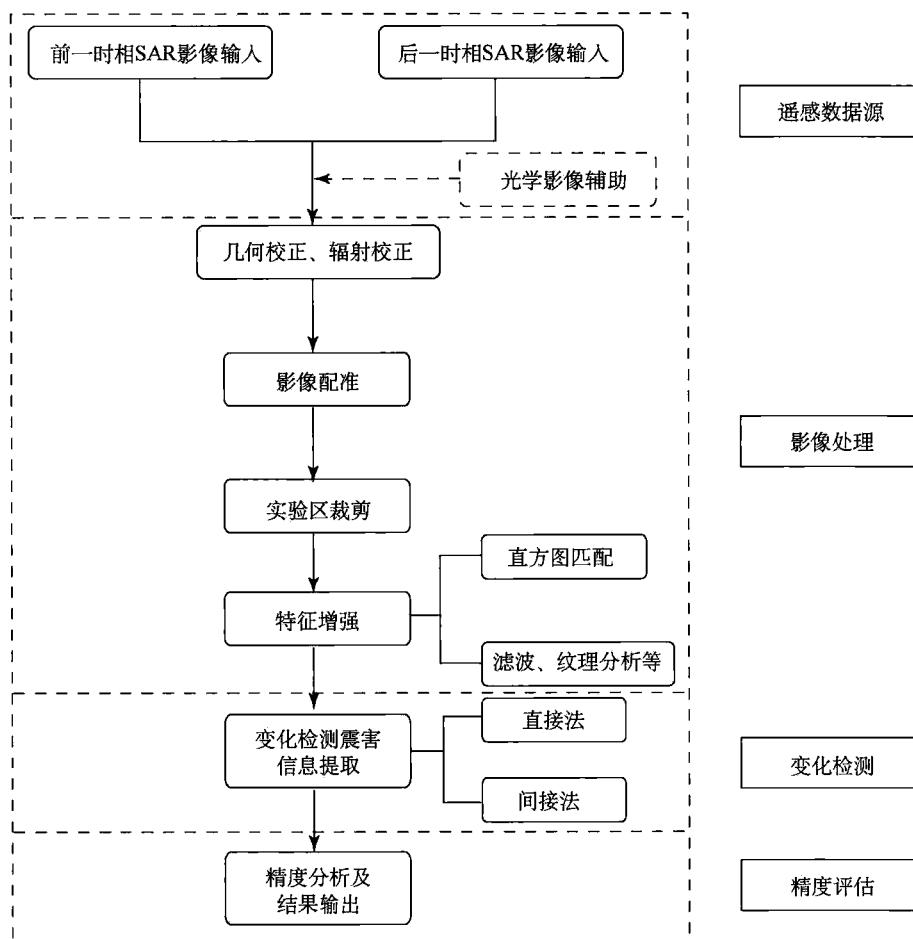 前一时相SAR影像输入
后一时相SAR影像输入
遥感数据源
光学影像辅助
几何校正、辐射校正
影像配准
影像处理
实验区裁剪
直方图匹配
特征增强
滤波、纹理分析等
直接法
变化检测震害
信息提取
变化检测
间接法
精度分析及
结果输出
精度评估